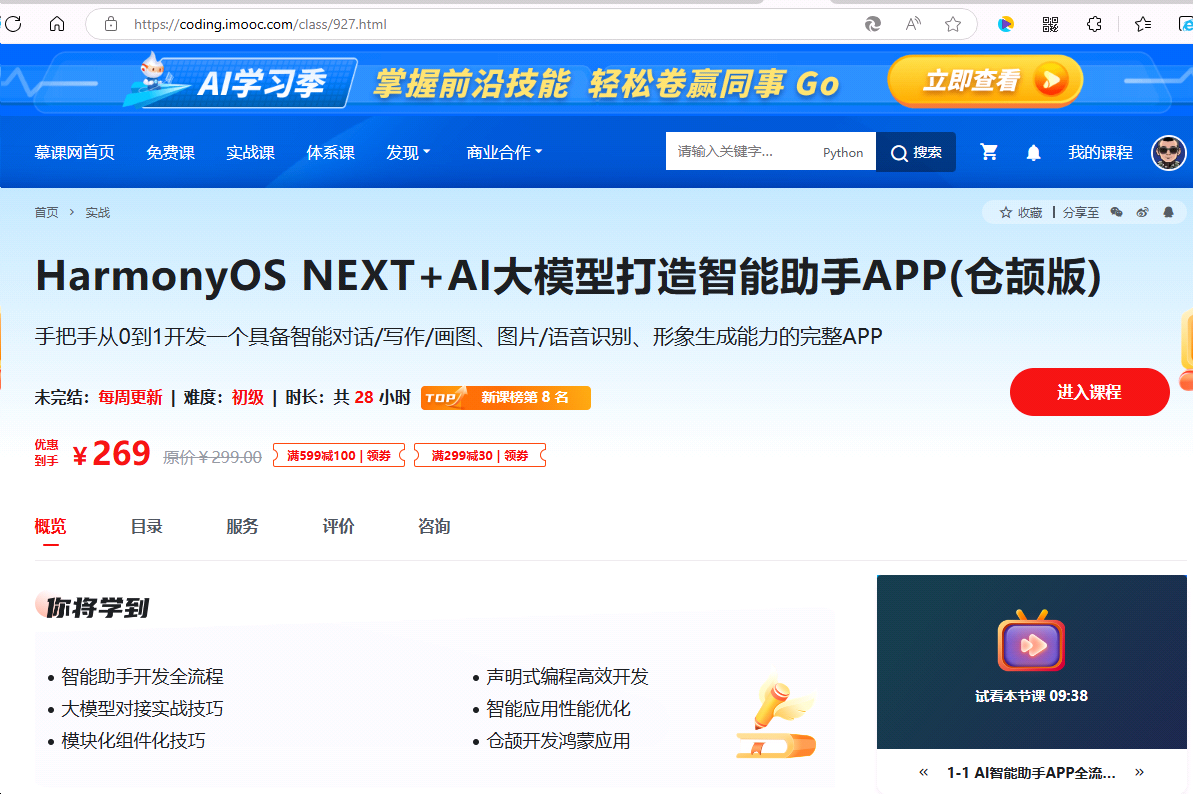 https://coding.imooc.com/class/927.html
AI学习季 掌握前沿技能 轻松卷赢同事 Go 立即查看
慕课网首页 免费课 实战课 体系课 发现 商业合作 请输入关键字... Python 搜索 我的课程
首页 > 实战 收藏 | 分享至
HarmonyOS NEXT+AI大模型打造智能助手APP(仓颉版)
手把手从0到1开发一个具备智能对话/写作/画图、图片/语音识别、形象生成能力的完整APP
未完结：每周更新 | 难度：初级 | 时长：共 28 小时 TOP 新课榜第 8 名
进入课程
优惠到手 ¥269 原价¥299.00 满599减100 | 领券 满299减30 | 领券
概览 目录 服务 评价 咨询
你将学到
• 智能助手开发全流程
• 大模型对接实战技巧
• 模块化组件化技巧
• 声明式编程高效开发
• 智能应用性能优化
• 仓颉开发鸿蒙应用
试看本节课 09:38
« 1-1 AI智能助手APP全流... »